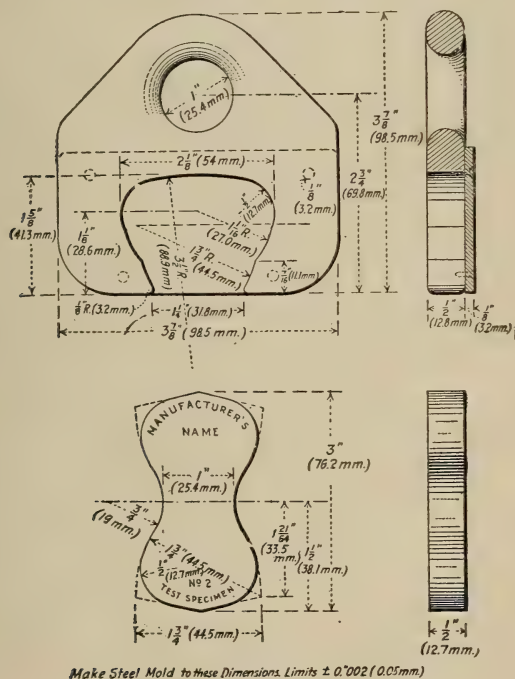 1"
(25.4mm.)
3 7/8"
(98.5mm.)
2 3/4"
(69.8mm.)
2 1/8" (54mm.)
1/8"
(3.2mm.)
1/2"
(12.7mm.)
1 5/8"
(41.3mm.)
1 1/8"
(28.6mm.)
1 1/16" R.
(27.0mm.)
1 3/4" R.
(44.5mm.)
3 1/2" R.
(88.9mm.)
7/16" (11.1mm.)
1/8" R. (3.2mm.)
1 1/4" (31.8mm.)
3 7/8" (98.5 mm.)
1/2"
(12.8mm.)
1/8"
(3.2mm.)
MANUFACTURER'S
NAME
1"
(25.4mm.)
3"
(76.2mm.)
3/4"
(19mm.)
1 3/4" (44.5mm.)
1/2"
(12.7mm.)
No 2
TEST SPECIMEN
1 21/64"
(33.5
mm.)
1 1/2"
(38.1mm.)
1 3/4" (44.5mm.)
1/2"
(12.7mm.)
Make Steel Mold to these Dimensions. Limits ± 0."002 (0.05mm.)